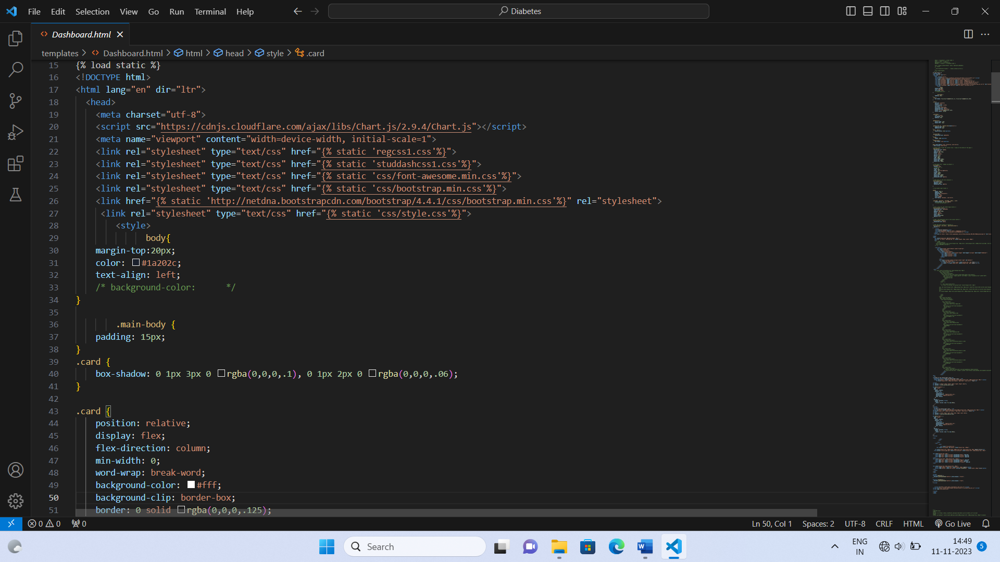 File Edit Selection View Go Run Terminal Help
Diabetes
Dashboard.html
templates > Dashboard.html > html > head > style > .card
15 {% load static %}
16 <!DOCTYPE html>
17 <html lang="en" dir="ltr">
18 <head>
19 <meta charset="utf-8">
20 <script src="https://cdnjs.cloudflare.com/ajax/libs/Chart.js/2.9.4/Chart.js"></script>
21 <meta name="viewport" content="width=device-width, initial-scale=1">
22 <link rel="stylesheet" type="text/css" href="{% static 'regcss1.css'%}">
23 <link rel="stylesheet" type="text/css" href="{% static 'studdashcss1.css'%}">
24 <link rel="stylesheet" type="text/css" href="{% static 'css/font-awesome.min.css'%}">
25 <link rel="stylesheet" type="text/css" href="{% static 'css/bootstrap.min.css'%}">
26 <link href="{% static 'http://netdna.bootstrapcdn.com/bootstrap/4.4.1/css/bootstrap.min.css'%}" rel="stylesheet">
27 <link rel="stylesheet" type="text/css" href="{% static 'css/style.css'%}">
28 <style>
29 body{
30 margin-top:20px;
31 color: #1a202c;
32 text-align: left;
33 /* background-color: */
34 }
35
36 .main-body {
37 padding: 15px;
38 }
39 .card {
40 box-shadow: 0 1px 3px 0 rgba(0,0,0,.1), 0 1px 2px 0 rgba(0,0,0,.06);
41 }
42
43 .card {
44 position: relative;
45 display: flex;
46 flex-direction: column;
47 min-width: 0;
48 word-wrap: break-word;
49 background-color: #fff;
50 background-clip: border-box;
51 border: 0 solid rgba(0,0,0,.125);
0 0 0 Ln 50, Col 1 Spaces: 2 UTF-8 CRLF HTML Go Live
Search
ENG
IN
14:49
11-11-2023
5